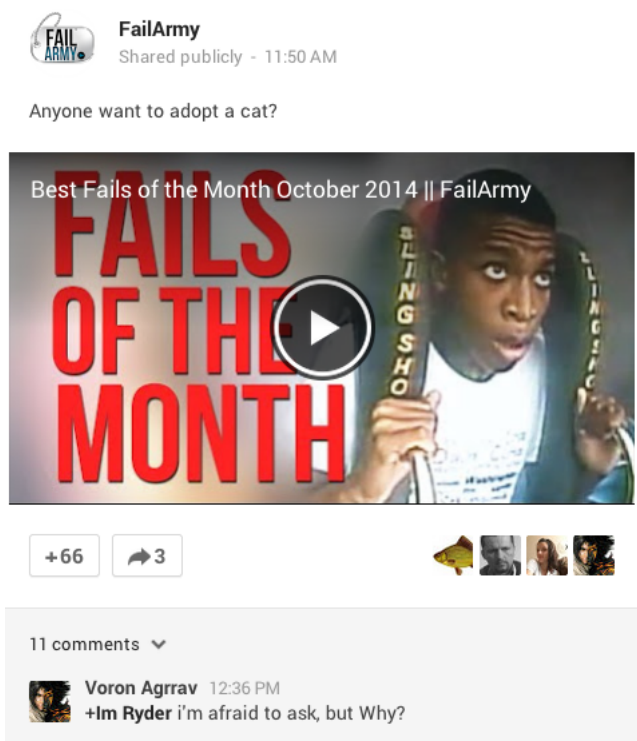 FAIL
ARMY
FailArmy
Shared publicly - 11:50 AM
Anyone want to adopt a cat?
Best Fails of the Month October 2014 || FailArmy
FAILS
OF THE
MONTH
SLINGSHO
LINGSHO
+66
3
11 comments
Voron Agrrav 12:36 PM
+Im Ryder i'm afraid to ask, but Why?